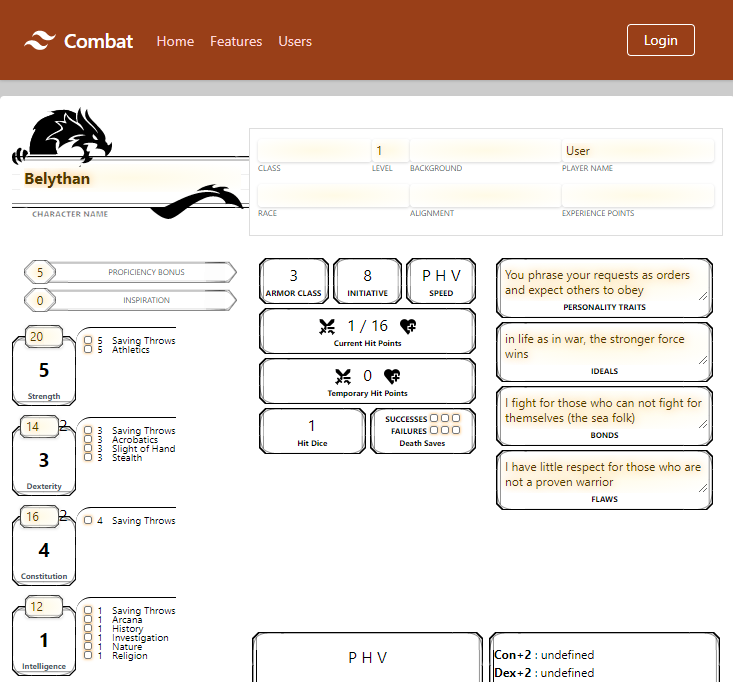 Combat Home Features Users Login
1 User
CLASS LEVEL BACKGROUND PLAYER NAME
Belythan
CHARACTER NAME
RACE ALIGNMENT EXPERIENCE POINTS
5 PROFICIENCY BONUS
0 INSPIRATION
20
5
Strength
5 Saving Throws
5 Athletics
14 2
3
Dexterity
3 Saving Throws
3 Acrobatics
3 Slight of Hand
3 Stealth
16 2
4
Constitution
4 Saving Throws
12
1
Intelligence
1 Saving Throws
1 Arcana
1 History
1 Investigation
1 Nature
1 Religion
3
ARMOR CLASS
8
INITIATIVE
P H V
SPEED
1 / 16
Current Hit Points
0
Temporary Hit Points
1
Hit Dice
SUCCESSES
FAILURES
Death Saves
P H V
You phrase your requests as orders
and expect others to obey
PERSONALITY TRAITS
in life as in war, the stronger force
wins
IDEALS
I fight for those who can not fight for
themselves (the sea folk)
BONDS
I have little respect for those who are
not a proven warrior
FLAWS
Con+2 : undefined
Dex+2 : undefined